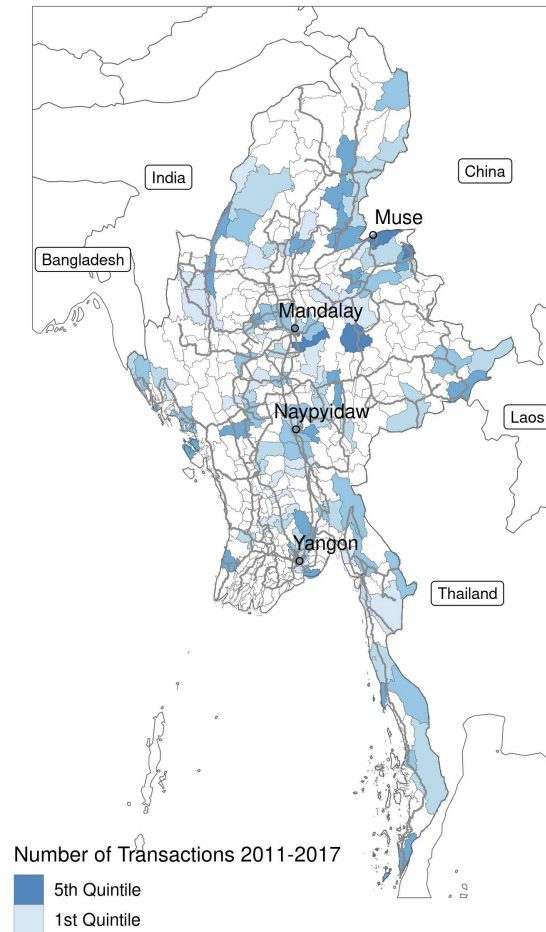 India
China
Muse
Bangladesh
Mandalay
Naypyidaw
Laos
Yangon
Thailand
Number of Transactions 2011-2017
5th Quintile
1st Quintile